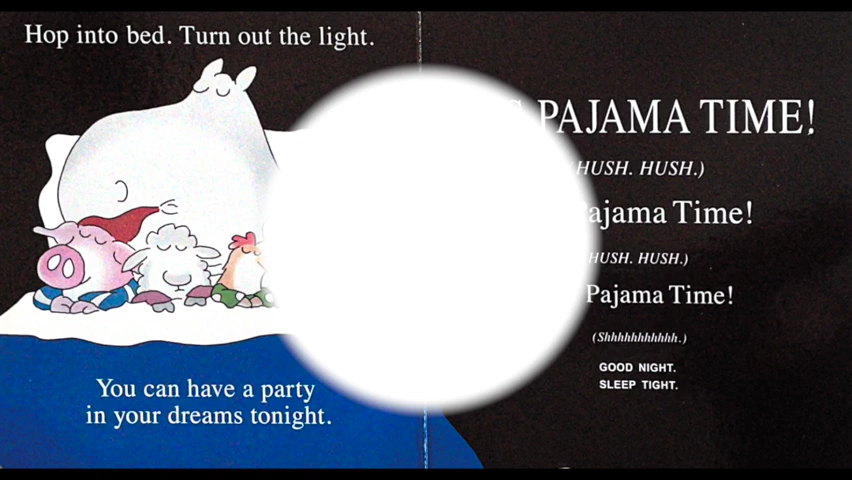 Hop into bed. Turn out the light.
You can have a party
in your dreams tonight.
PAJAMA TIME!
HUSH. HUSH.)
Pajama Time!
HUSH. HUSH.)
Pajama Time!
(Shhhhhhhhhhh.)
GOOD NIGHT.
SLEEP TIGHT.